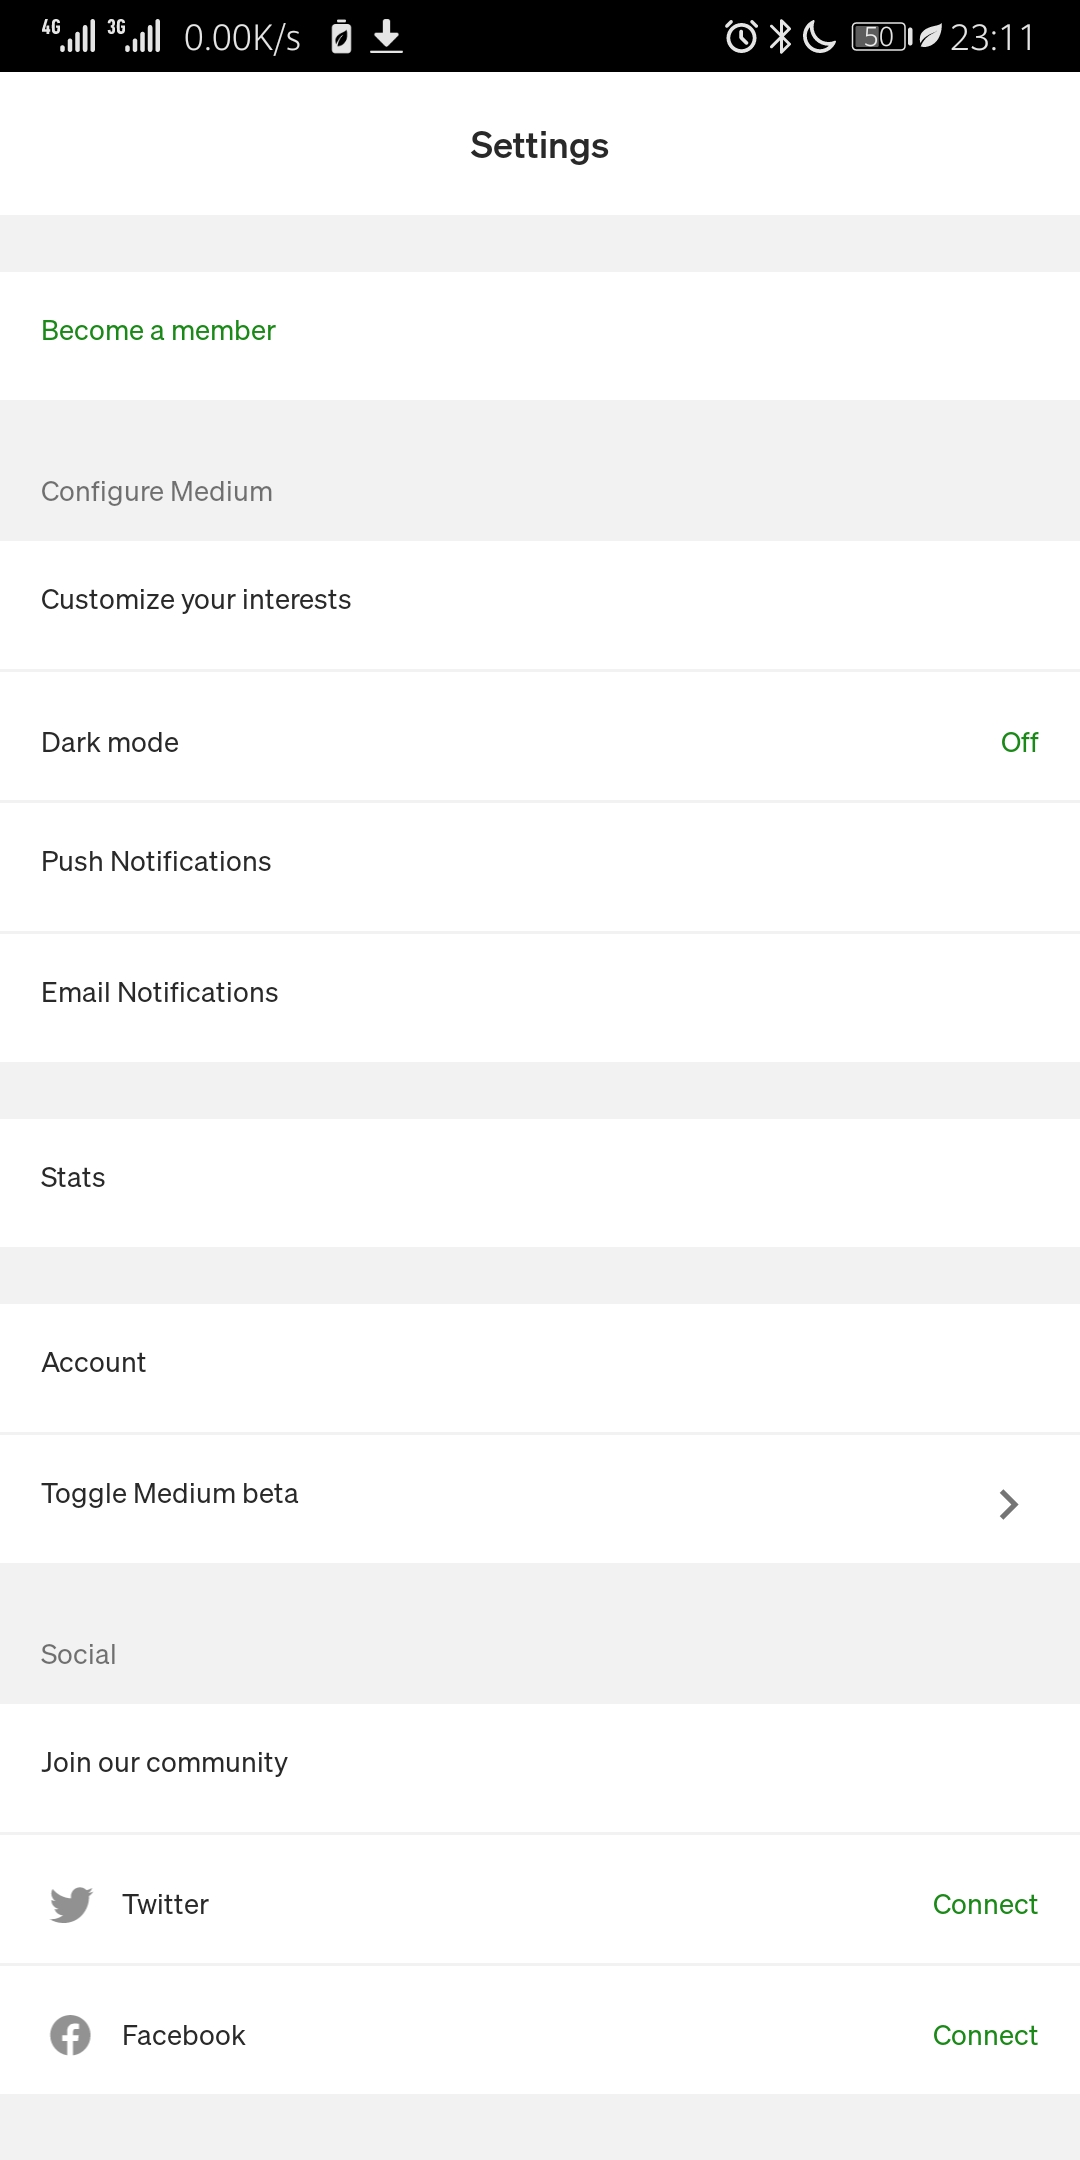 4G 3G 0.00K/s 50 23:11
Settings
Become a member
Configure Medium
Customize your interests
Dark mode Off
Push Notifications
Email Notifications
Stats
Account
Toggle Medium beta
Social
Join our community
Twitter Connect
Facebook Connect